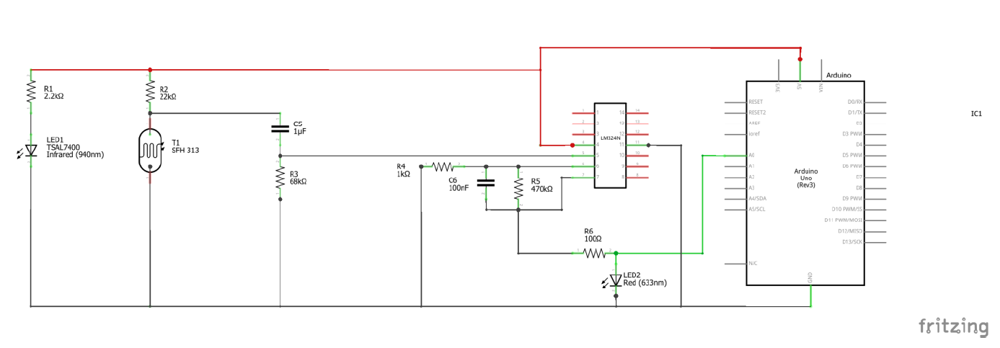 R1
2.2kΩ
LED1
TSAL7400
Infrared (940nm)
R2
22kΩ
T1
SFH 313
C5
1µF
R3
68kΩ
R4
1kΩ
C6
100nF
R5
470kΩ
R6
100Ω
LED2
Red (633nm)
LM324N
1
2
3
4
5
6
7
14
13
12
11
10
9
8
Arduino
3V3
5V
VIN
RESET
RESET2
AREF
ioref
A0
A1
A2
A3
A4/SDA
A5/SCL
N/C
D0/RX
D1/TX
D2
D3 PWM
D4
D5 PWM
D6 PWM
D7
D8
D9 PWM
D10 PWM/SS
D11 PWM/MOSI
D12/MISO
D13/SCK
Arduino
Uno
(Rev3)
GND
IC1
fritzing